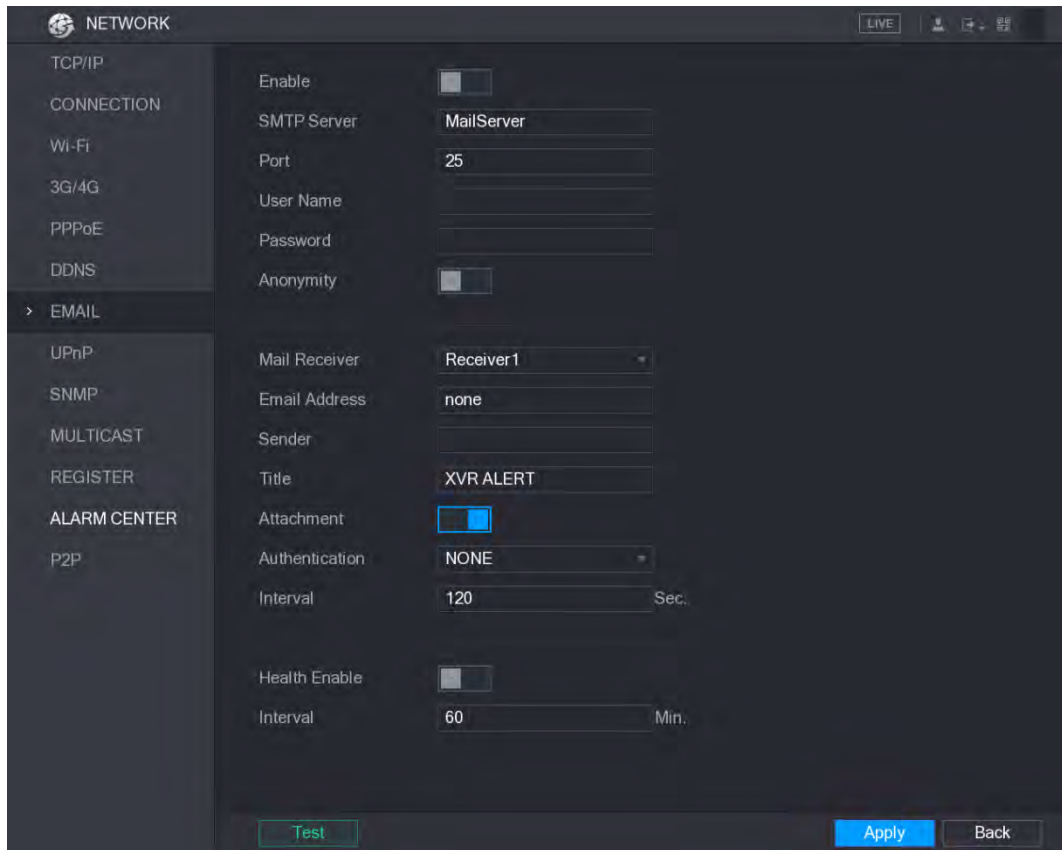 NETWORK
LIVE
TCP/IP
CONNECTION
Wi-Fi
3G/4G
PPPoE
DDNS
EMAIL
UPnP
SNMP
MULTICAST
REGISTER
ALARM CENTER
P2P
Enable
SMTP Server MailServer
Port 25
User Name
Password
Anonymity
Mail Receiver Receiver1
Email Address none
Sender
Title XVR ALERT
Attachment
Authentication NONE
Interval 120 Sec.
Health Enable
Interval 60 Min.
Test Apply Back